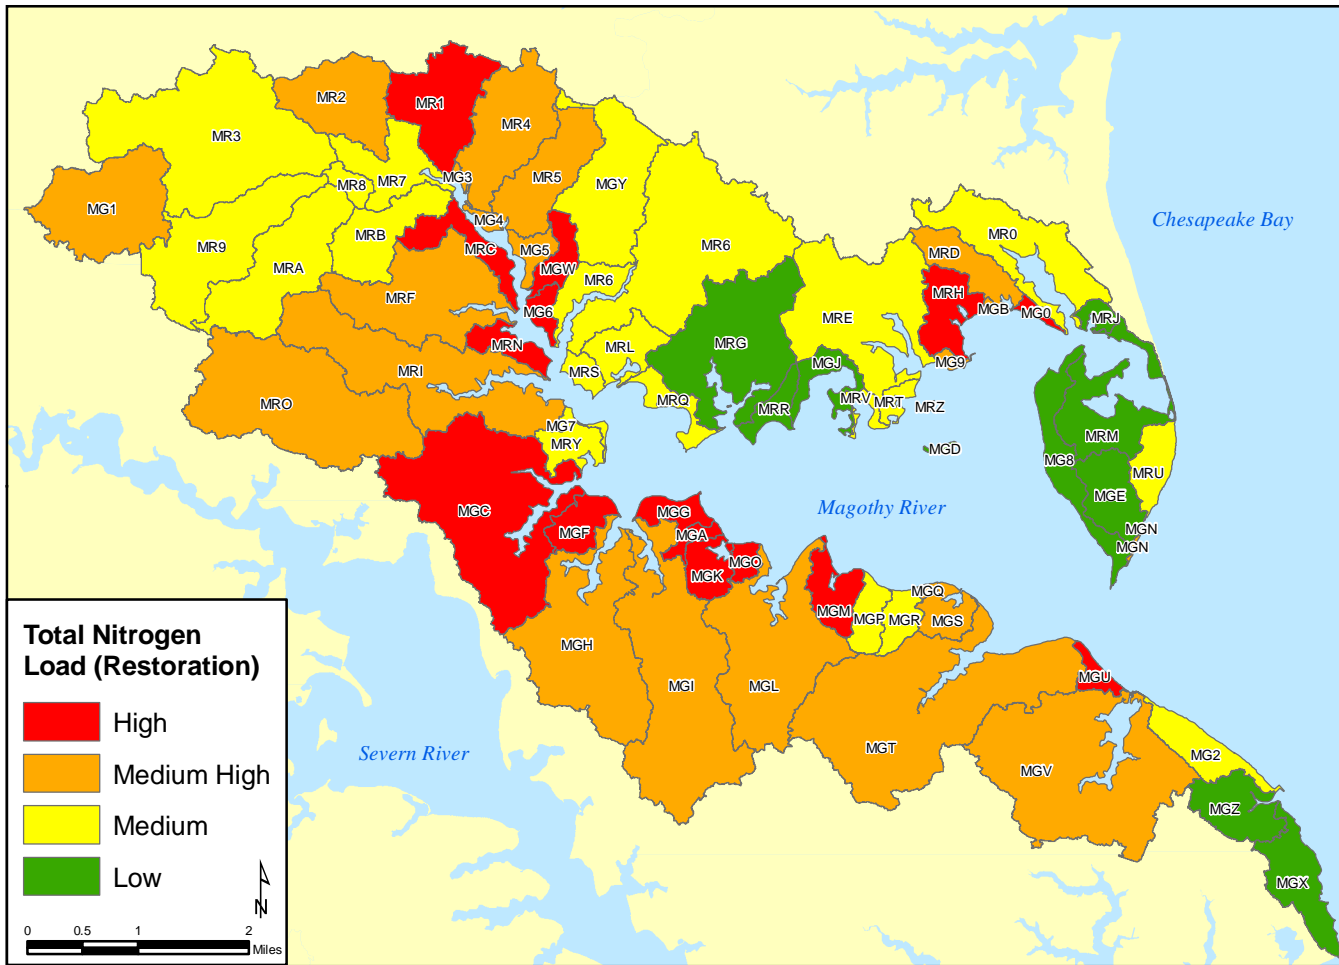 MR2
MR1
MR4
MR3
MR5
MG3
MR7
MR8
MGY
MG1
MG4
Chesapeake Bay
MR0
MRB
MR9
MRC
MG5
MR6
MRD
MRA
MGW
MR6
MRH
MRF
MGB
MG0
MG6
MRE
MRJ
MRN
MRG
MRL
MG9
MGJ
MRI
MRS
MRQ
MRV
MRT
MRZ
MRR
MRO
MG7
MRY
MGD
MRM
MG8
MRU
MGE
MGC
Magothy River
MGG
MGN
MGF
MGA
MGN
MGO
MGK
MGQ
MGM
MGP
MGR
MGS
MGH
MGU
MGI
MGL
Severn River
MGT
MG2
MGV
MGZ
MGX
Total Nitrogen
Load (Restoration)
High
Medium High
Medium
Low
N
0 0.5 1 2
Miles